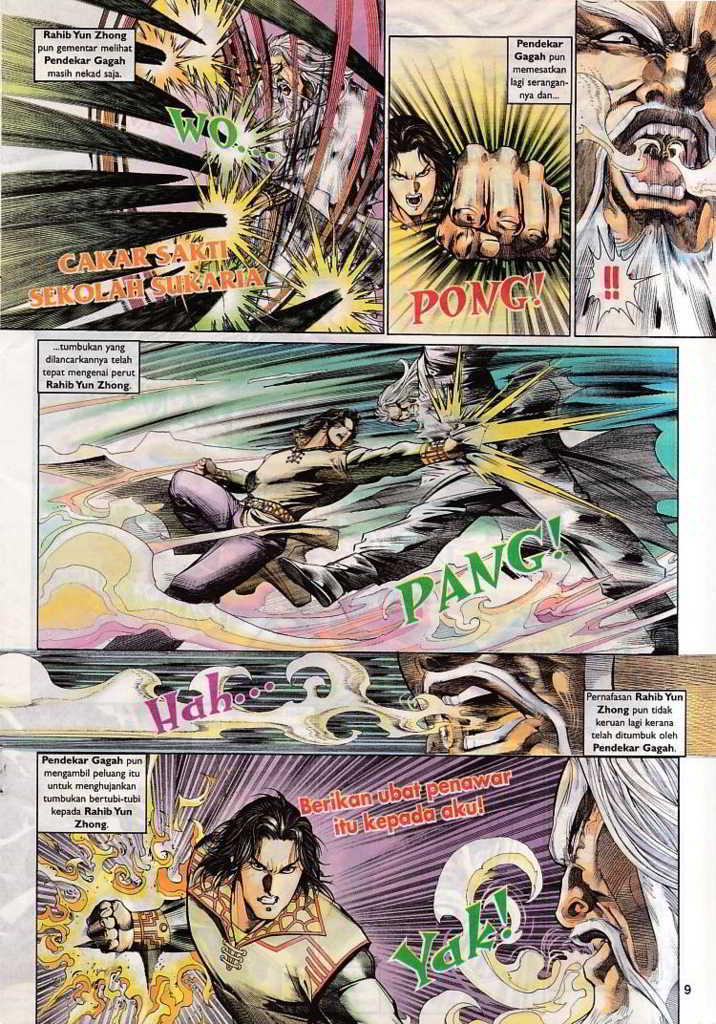 Rahib Yun Zhong
pun gementar melihat
Pendekar Gagah
masih nekad saja.
WO....
CAKAR SAKTI
SEKOLAH SUKARIA
Pendekar
Gagah pun
memesatkan
lagi serangan-
nya dan...
PONG!
!!
...tumbukan yang
dilancarkannya telah
tepat mengenai perut
Rahib Yun Zhong.
PANG!
Hah....
Pernafasan Rahib Yun
Zhong pun tidak
keruan lagi kerana
telah ditumbuk oleh
Pendekar Gagah.
Pendekar Gagah pun
mengambil peluang itu
untuk menghujankan
tumbukan bertubi-tubi
kepada Rahib Yun
Zhong.
Berikan ubat penawar
itu kepada aku!
Yak!
9